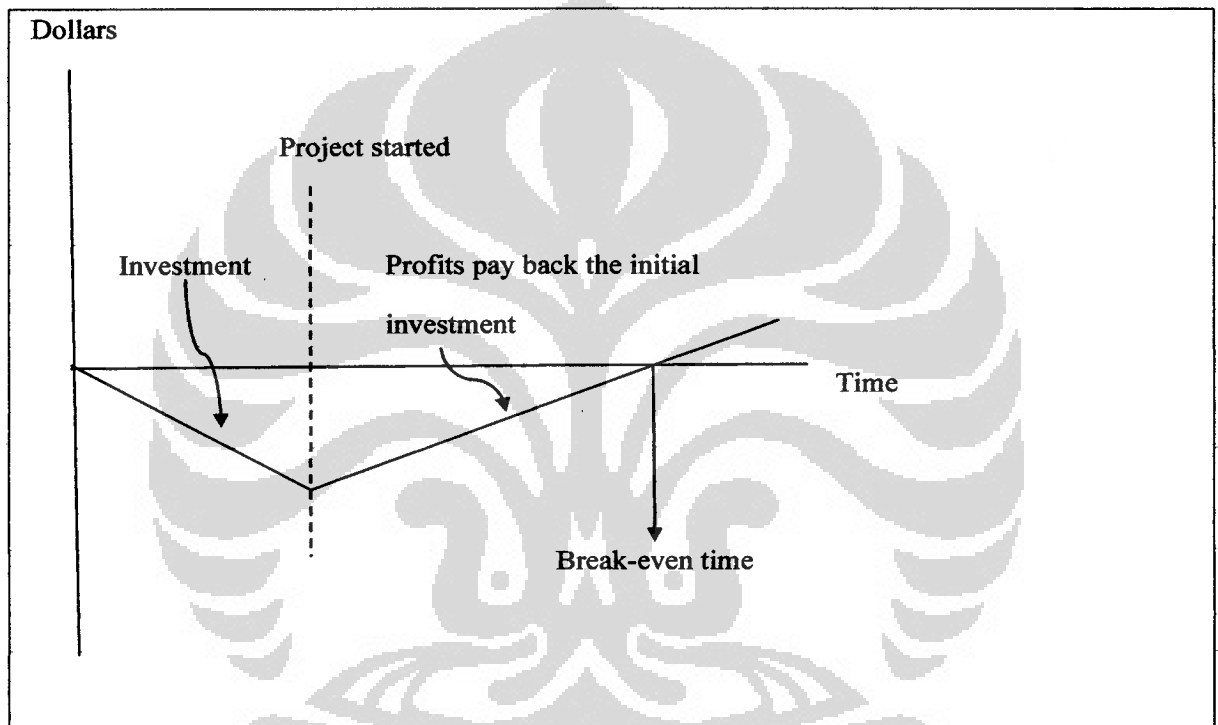 Dollars
Project started
Investment
Profits pay back the initial
investment
Time
Break-even time